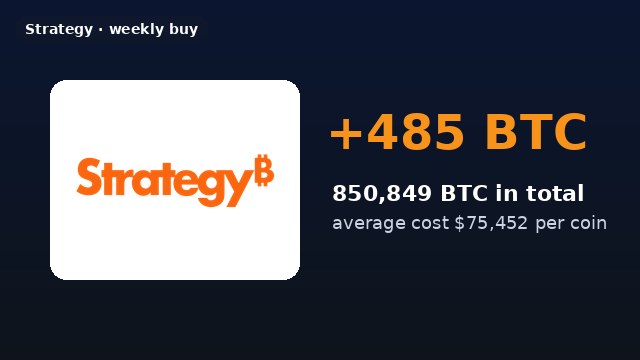 Strategy · weekly buy
Strategy₿
+485 BTC
850,849 BTC in total
average cost $75,452 per coin